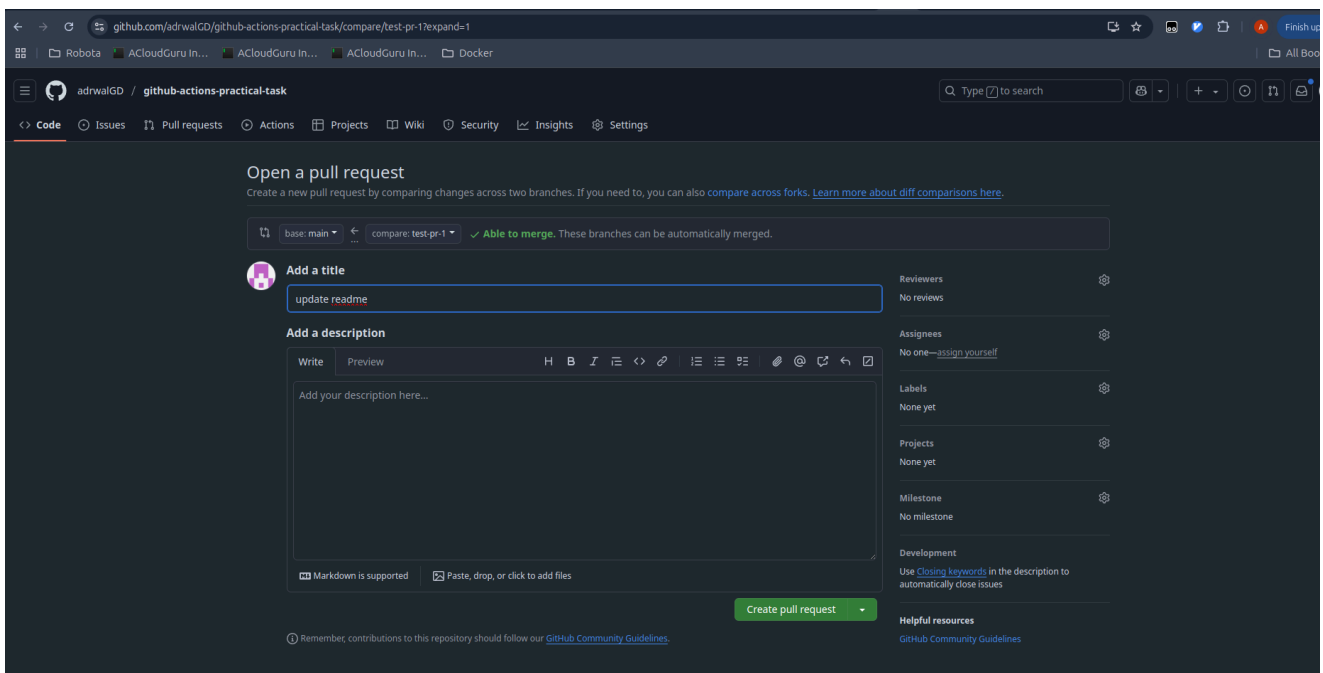 github.com/adrwalGD/github-actions-practical-task/compare/test-pr-1?expand=1
A
Finish up
Robota
ACloudGuru In...
ACloudGuru In...
ACloudGuru In...
Docker
All Boo
adrwalGD / github-actions-practical-task
Type / to search
Code
Issues
Pull requests
Actions
Projects
Wiki
Security
Insights
Settings
Open a pull request
Create a new pull request by comparing changes across two branches. If you need to, you can also compare across forks. Learn more about diff comparisons here.
base: main
...
compare: test-pr-1
Able to merge. These branches can be automatically merged.
Add a title
update readme
Add a description
Write
Preview
H B I
Add your description here...
Markdown is supported
Paste, drop, or click to add files
Create pull request
Remember, contributions to this repository should follow our GitHub Community Guidelines.
Reviewers
No reviews
Assignees
No one—assign yourself
Labels
None yet
Projects
None yet
Milestone
No milestone
Development
Use Closing keywords in the description to
automatically close issues
Helpful resources
GitHub Community Guidelines